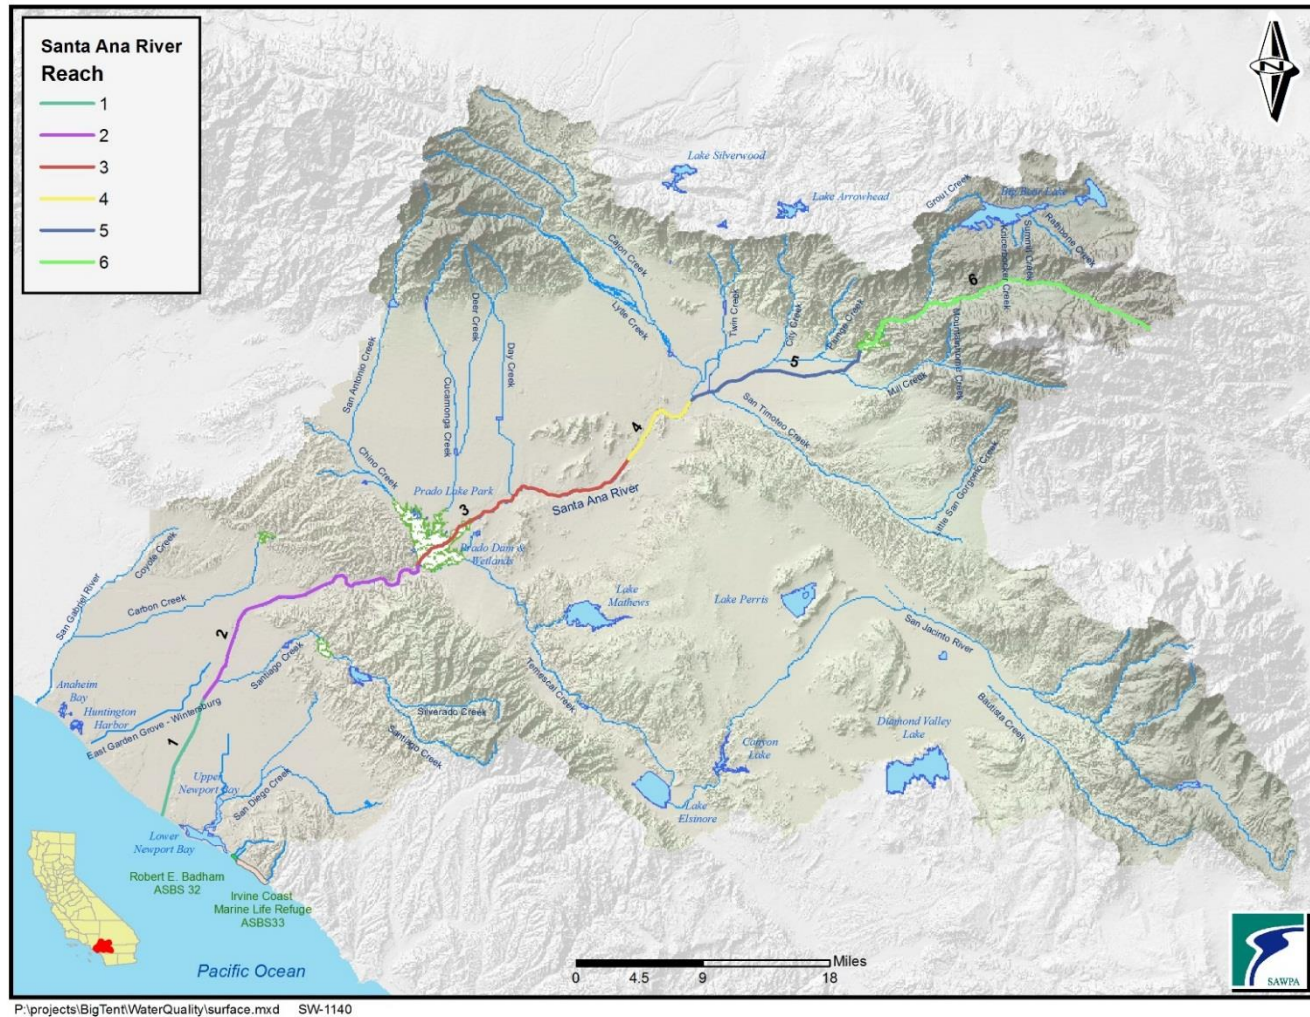 Santa Ana River
Reach
1
2
3
4
5
6
N
Lake Silverwood
Lake Arrowhead
Grout Creek
Big Bear Lake
Rathbone Creek
Summit Creek
Knickerbocker Creek
6
Cajon Creek
Lytle Creek
Twin Creek
City Creek
Plunge Creek
Mountain Home Creek
5
Mill Creek
Deer Creek
Day Creek
San Antonio Creek
Cucamonga Creek
San Timoteo Creek
Little San Gorgonio Creek
4
Chino Creek
Prado Lake Park
3
Santa Ana River
Prado Dam &
Wetlands
Coyote Creek
San Gabriel River
Carbon Creek
2
Lake
Mathews
Lake Perris
San Jacinto River
Santiago Creek
Temescal Creek
Bautista Creek
Anaheim
Bay
Huntington
Harbor
East Garden Grove - Wintersburg
Silverado Creek
Santiago Creek
1
Diamond Valley
Lake
Canyon
Lake
Upper
Newport Bay
San Diego Creek
Lake
Elsinore
Lower
Newport Bay
Robert E. Badham
ASBS 32
Irvine Coast
Marine Life Refuge
ASBS33
Pacific Ocean
Miles
0 4.5 9 18
SAWPA
P:\projects\BigTent\WaterQuality\surface.mxd SW-1140